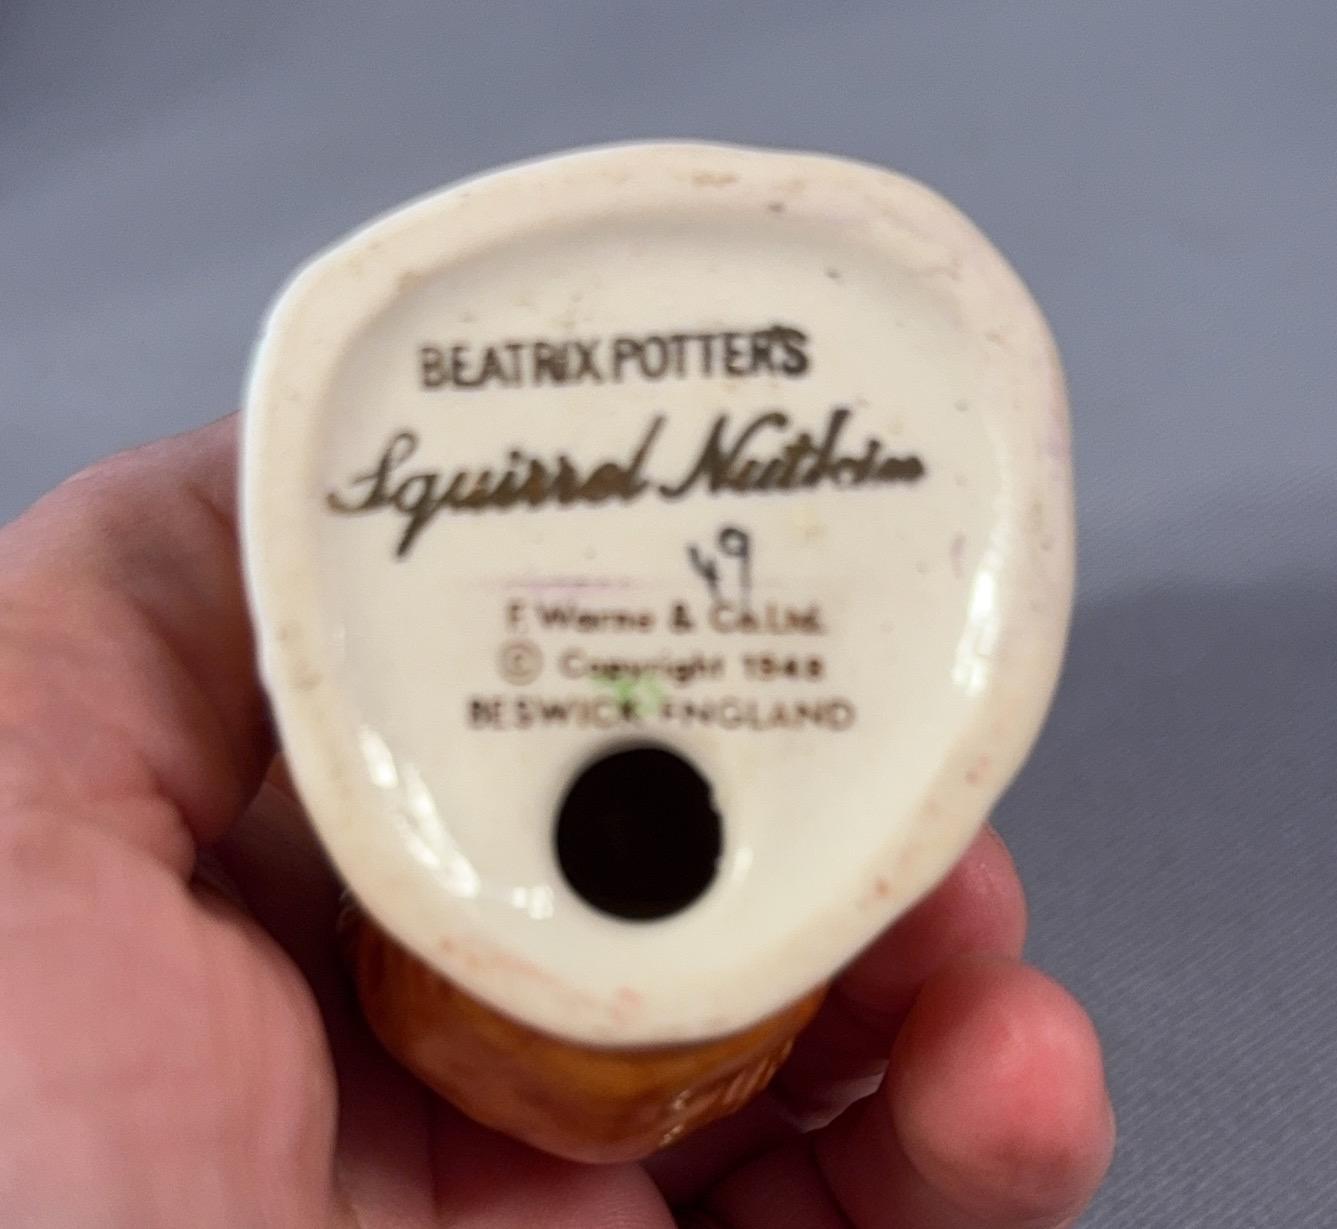 BEATRIX POTTER'S
Squirrel Nutkin
49
F. Warne & Co. Ltd.
© Copyright 1948
BESWICK ENGLAND